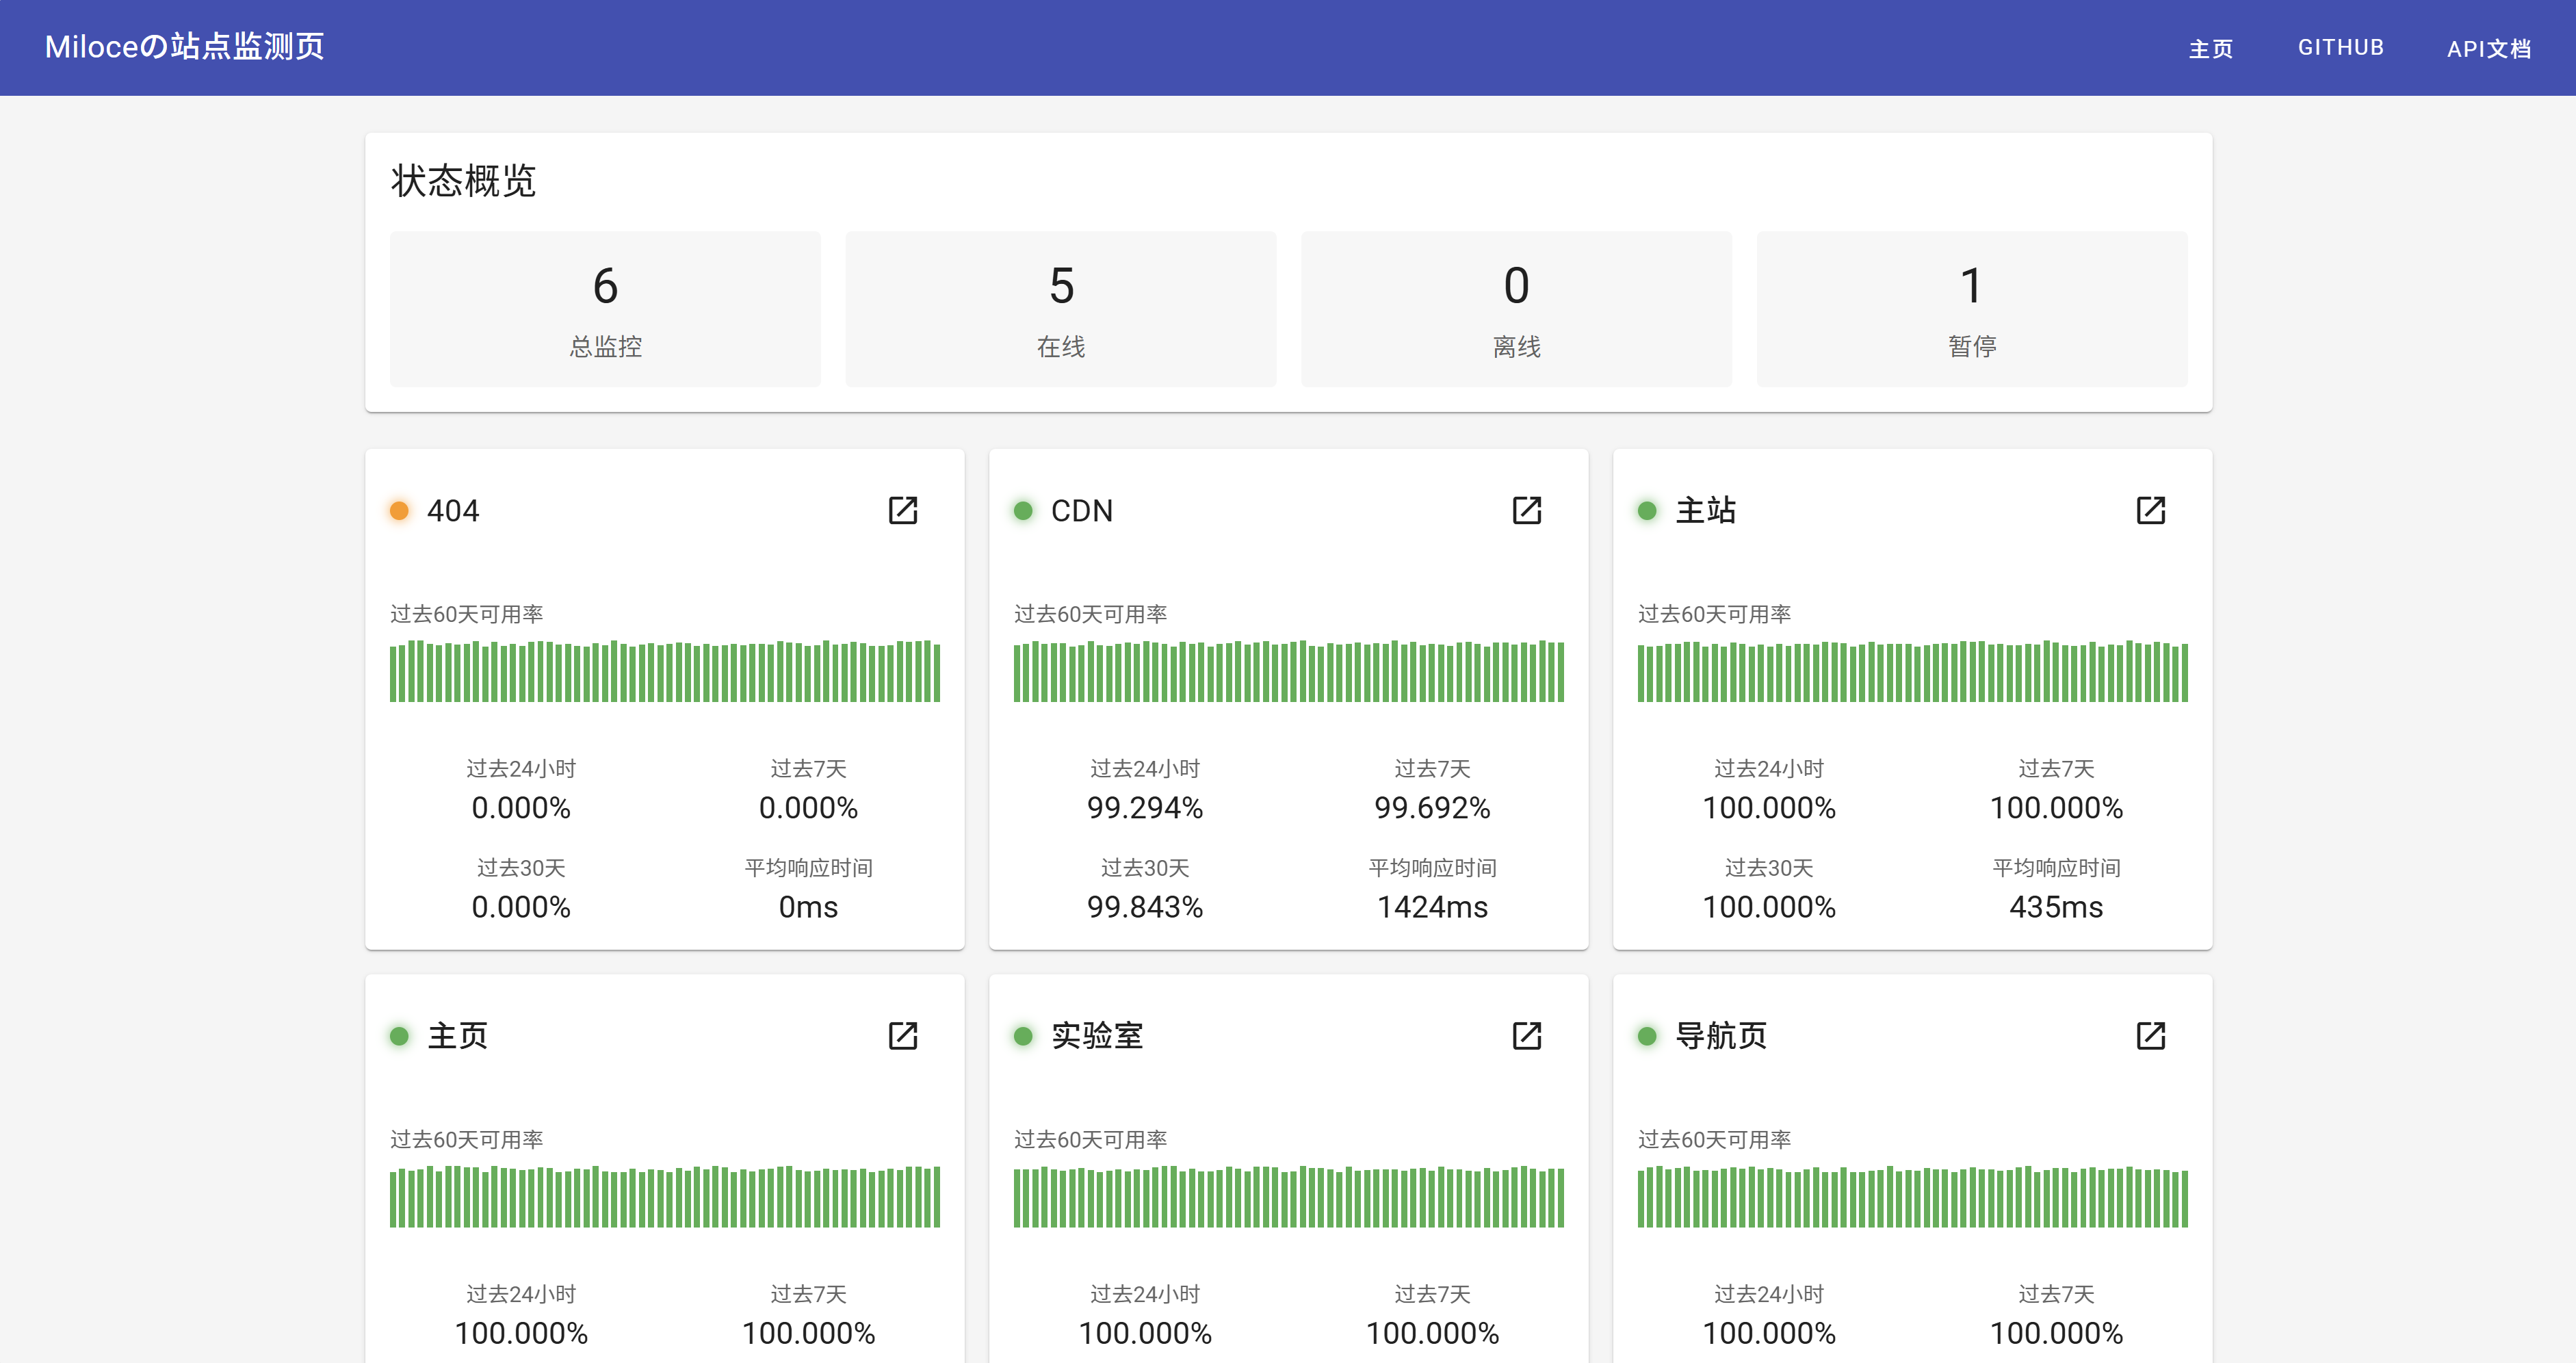 Miloceの站点监测页
主页 GITHUB API文档
状态概览
6 5 0 1
总监控 在线 离线 暂停
404 CDN 主站
过去60天可用率 过去60天可用率 过去60天可用率
过去24小时 过去7天 过去24小时 过去7天 过去24小时 过去7天
0.000% 0.000% 99.294% 99.692% 100.000% 100.000%
过去30天 平均响应时间 过去30天 平均响应时间 过去30天 平均响应时间
0.000% 0ms 99.843% 1424ms 100.000% 435ms
主页 实验室 导航页
过去60天可用率 过去60天可用率 过去60天可用率
过去24小时 过去7天 过去24小时 过去7天 过去24小时 过去7天
100.000% 100.000% 100.000% 100.000% 100.000% 100.000%